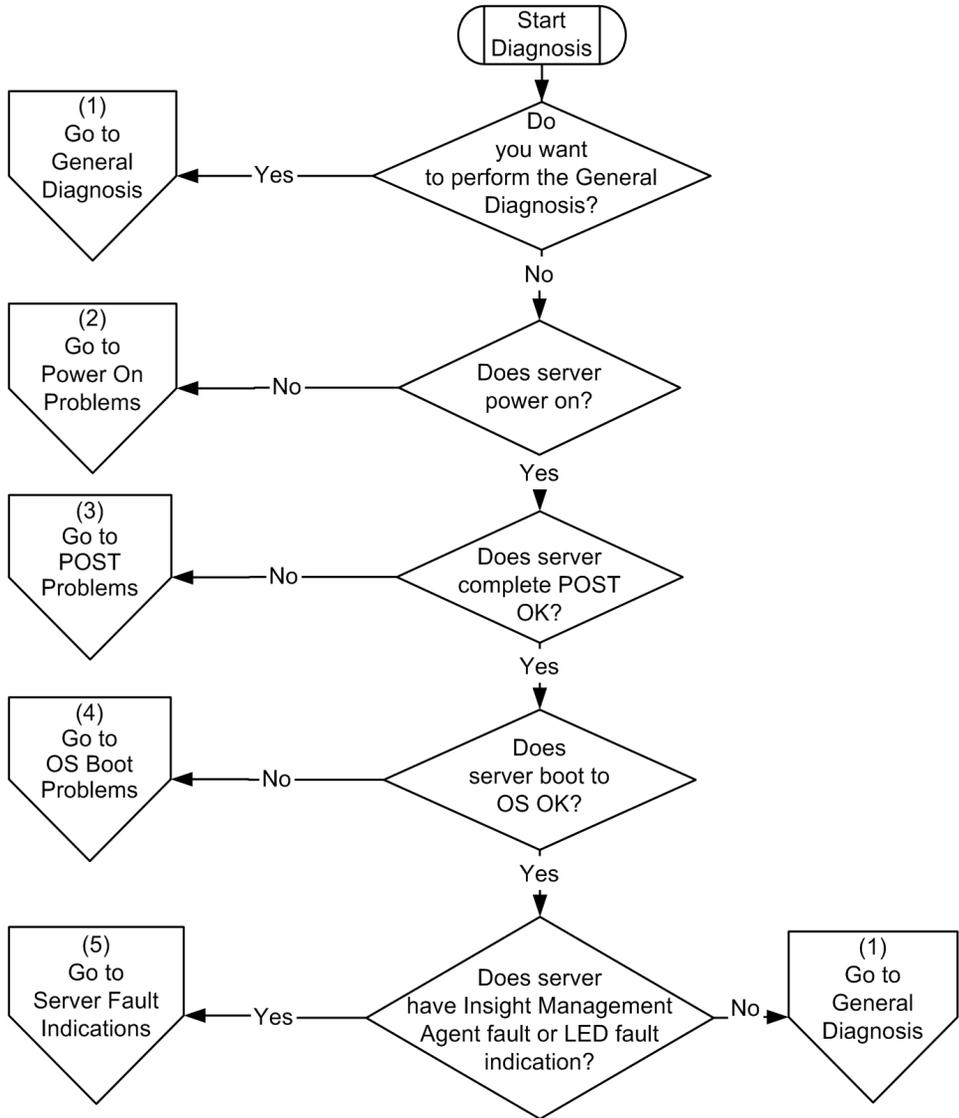 Start
Diagnosis
Do
you want
to perform the General
Diagnosis?
Yes
(1)
Go to
General
Diagnosis
No
Does server
power on?
No
(2)
Go to
Power On
Problems
Yes
Does server
complete POST
OK?
No
(3)
Go to
POST
Problems
Yes
Does
server boot to
OS OK?
No
(4)
Go to
OS Boot
Problems
Yes
Does server
have Insight Management
Agent fault or LED fault
indication?
Yes
(5)
Go to
Server Fault
Indications
No
(1)
Go to
General
Diagnosis